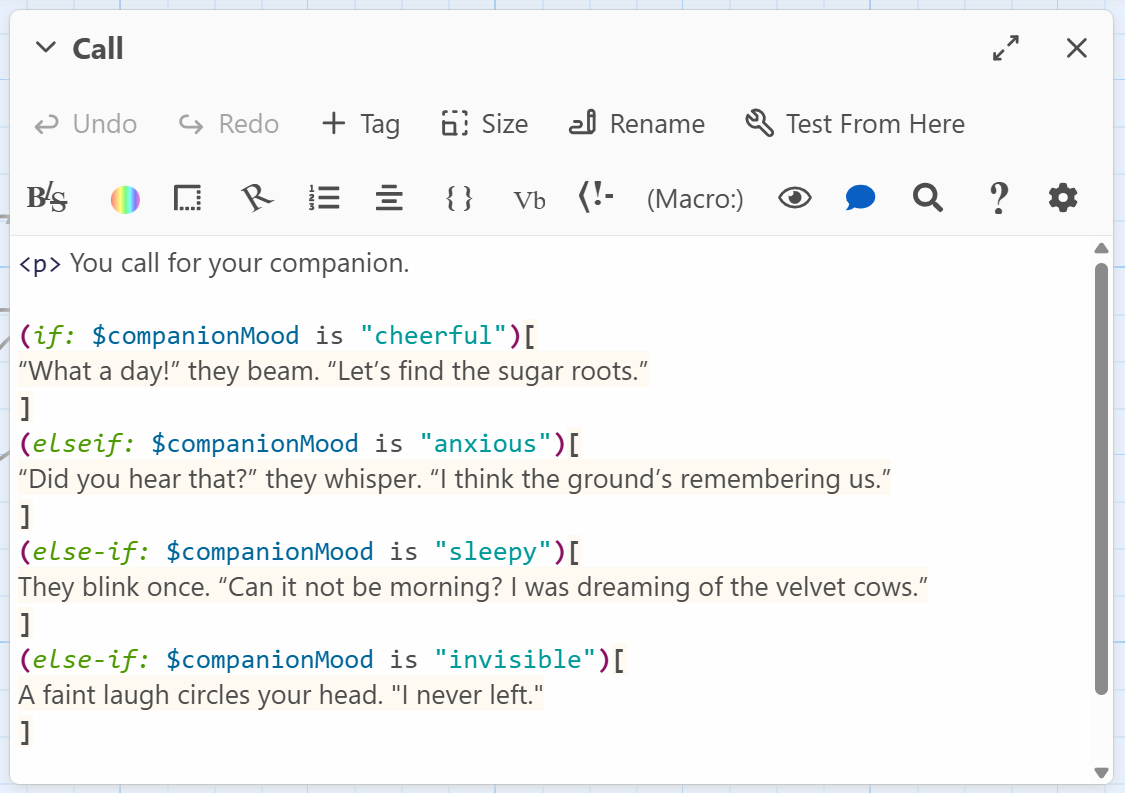 Call
Undo Redo + Tag Size Rename Test From Here
B/S { } Vb (!- (Macro:) ?
<p> You call for your companion.
(if: $companionMood is "cheerful")[
“What a day!” they beam. “Let’s find the sugar roots.”
]
(elseif: $companionMood is "anxious")[
“Did you hear that?” they whisper. “I think the ground’s remembering us.”
]
(else-if: $companionMood is "sleepy")[
They blink once. “Can it not be morning? I was dreaming of the velvet cows.”
]
(else-if: $companionMood is "invisible")[
A faint laugh circles your head. "I never left."
]